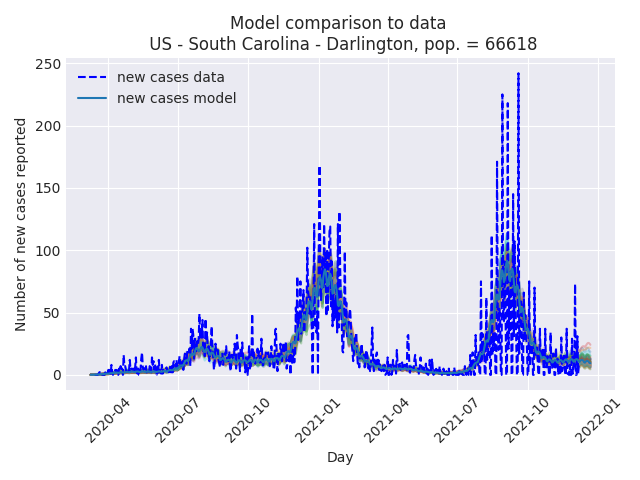 Model comparison to data
US - South Carolina - Darlington, pop. = 66618
new cases data
new cases model
Number of new cases reported
250
200
150
100
50
0
2020-04
2020-07
2020-10
2021-01
2021-04
2021-07
2021-10
2022-01
Day